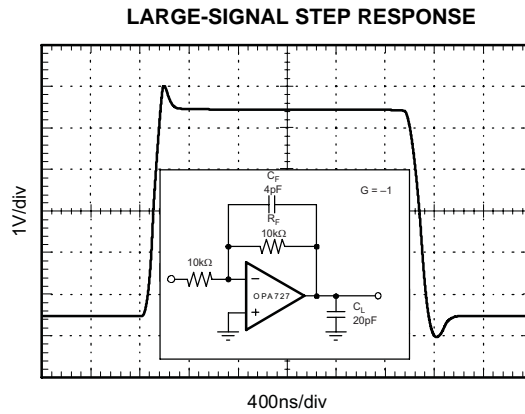 LARGE-SIGNAL STEP RESPONSE
1V/div
C_F
4pF
G = –1
R_F
10kΩ
10kΩ
–
OPA727
+
C_L
20pF
400ns/div